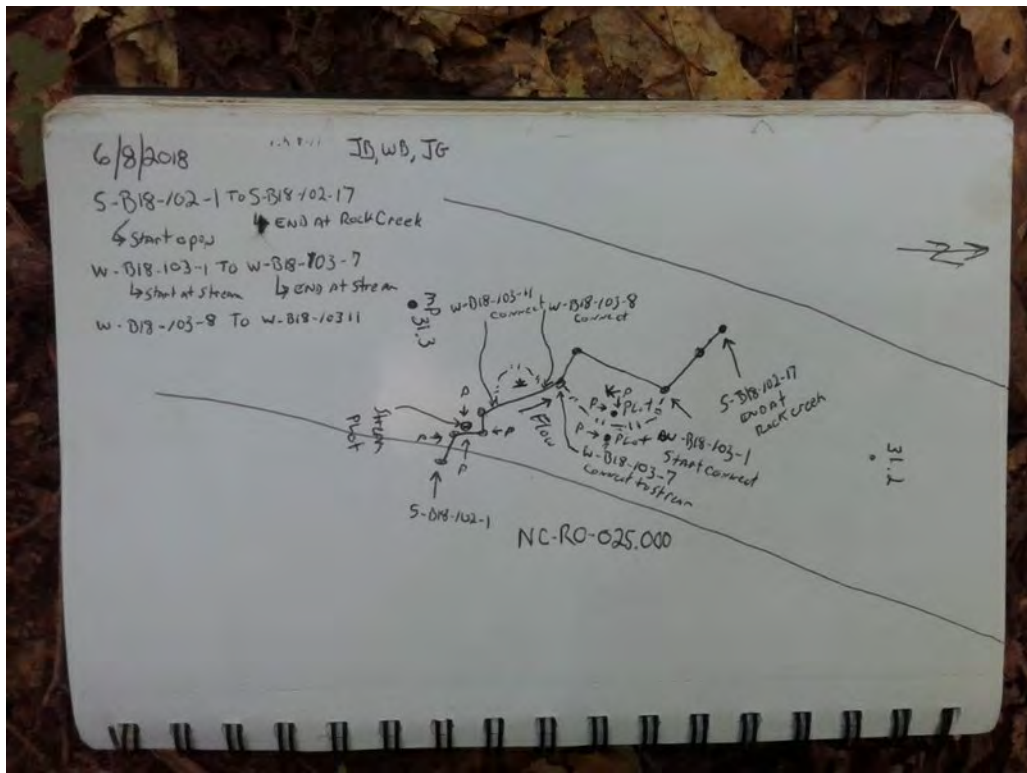 6/8/2018 JB, WB, JG
S-B18-102-1 TO S-B18-102-17
Start open
END At Rock Creek
W-B18-103-1 TO W-B18-103-7
Start at Stream
END At Stream
W-B18-103-8 TO W-B18-10311
MP 31.3
W-B18-103-11 connect
W-B18-103-8 connect
S-B18-102-17
END At
Rock Creek
N
31.2
Stream
Plot
P
P
P
P
Flow
P
Plot
P
Plot
W-B18-103-1
Start connect
W-B18-103-7
connect to stream
S-B18-102-1
NC-RO-025.000